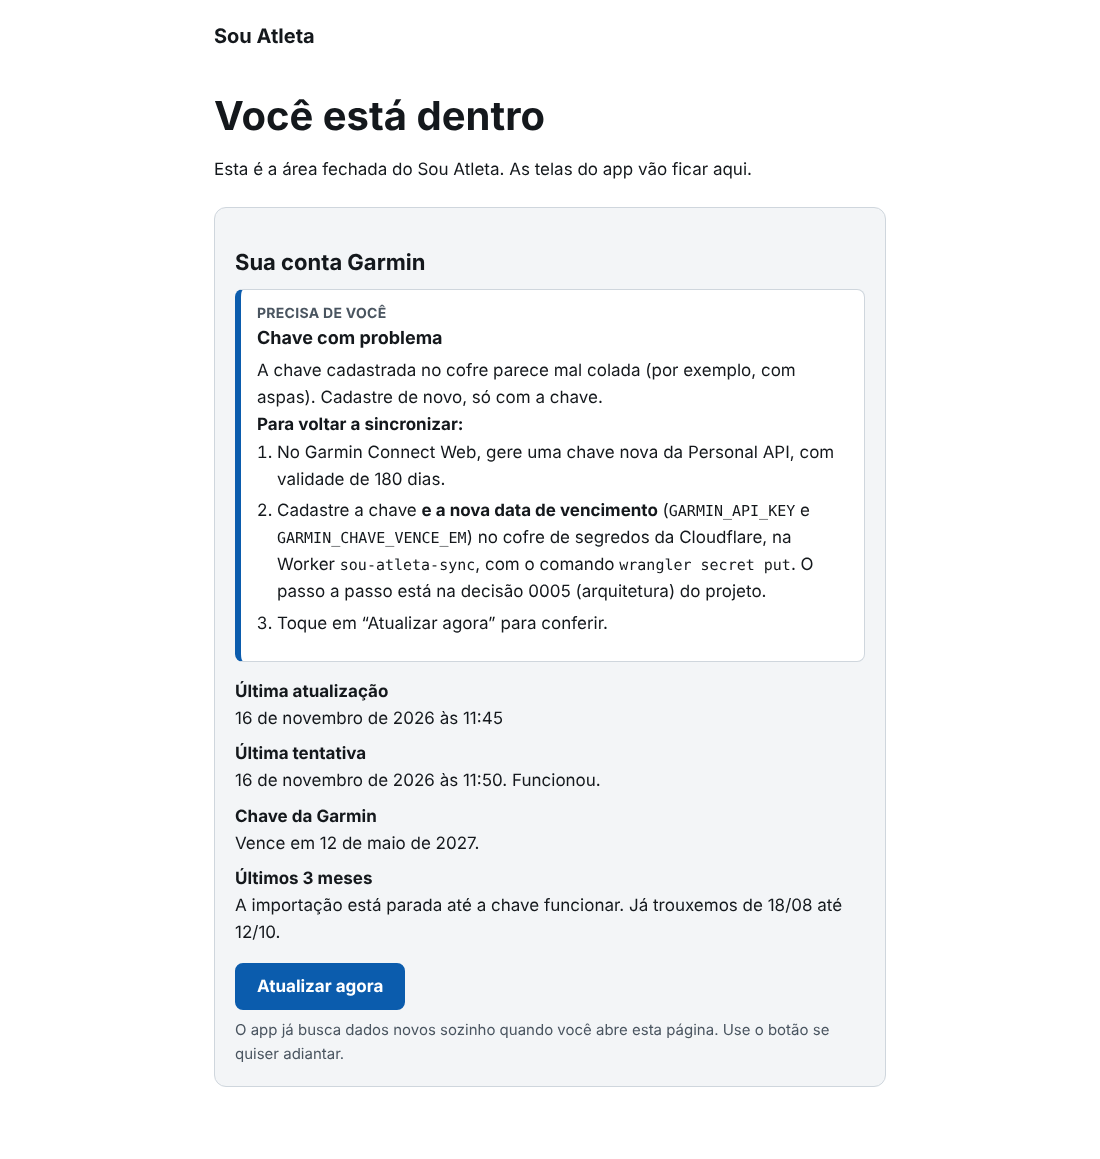 Sou Atleta
Você está dentro
Esta é a área fechada do Sou Atleta. As telas do app vão ficar aqui.
Sua conta Garmin
PRECISA DE VOCÊ
Chave com problema
A chave cadastrada no cofre parece mal colada (por exemplo, com
aspas). Cadastre de novo, só com a chave.
Para voltar a sincronizar:
1. No Garmin Connect Web, gere uma chave nova da Personal API, com
validade de 180 dias.
2. Cadastre a chave e a nova data de vencimento (GARMIN_API_KEY e
GARMIN_CHAVE_VENCE_EM) no cofre de segredos da Cloudflare, na
Worker sou-atleta-sync, com o comando wrangler secret put. O
passo a passo está na decisão 0005 (arquitetura) do projeto.
3. Toque em “Atualizar agora” para conferir.
Última atualização
16 de novembro de 2026 às 11:45
Última tentativa
16 de novembro de 2026 às 11:50. Funcionou.
Chave da Garmin
Vence em 12 de maio de 2027.
Últimos 3 meses
A importação está parada até a chave funcionar. Já trouxemos de 18/08 até
12/10.
Atualizar agora
O app já busca dados novos sozinho quando você abre esta página. Use o botão se
quiser adiantar.